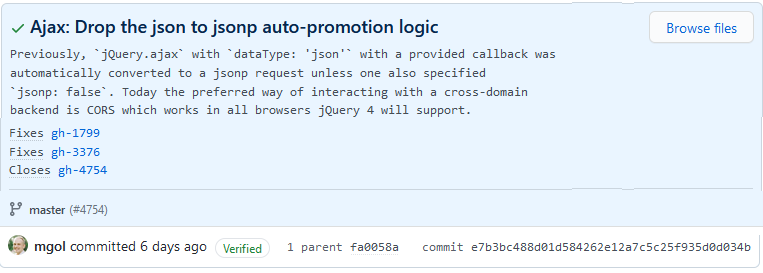 Ajax: Drop the json to jsonp auto-promotion logic
Browse files
Previously, `jQuery.ajax` with `dataType: 'json'` with a provided callback was
automatically converted to a jsonp request unless one also specified
`jsonp: false`. Today the preferred way of interacting with a cross-domain
backend is CORS which works in all browsers jQuery 4 will support.
Fixes gh-1799
Fixes gh-3376
Closes gh-4754
master (#4754)
mgol committed 6 days ago Verified 1 parent fa0058a commit e7b3bc488d01d584262e12a7c5c25f935d0d034b